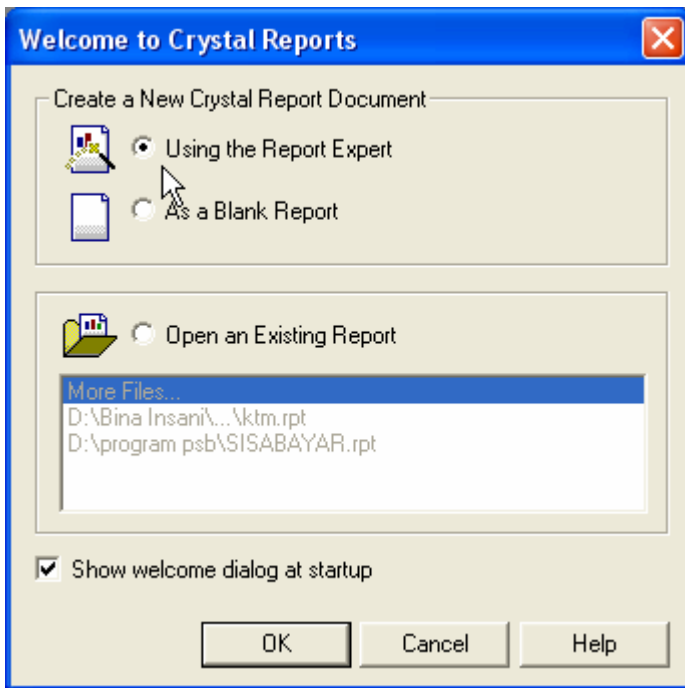 Welcome to Crystal Reports
Create a New Crystal Report Document
Using the Report Expert
As a Blank Report
Open an Existing Report
More Files...
D:\Bina Insani\...\ktm.rpt
D:\program psb\SISABAYAR.rpt
Show welcome dialog at startup
OK Cancel Help